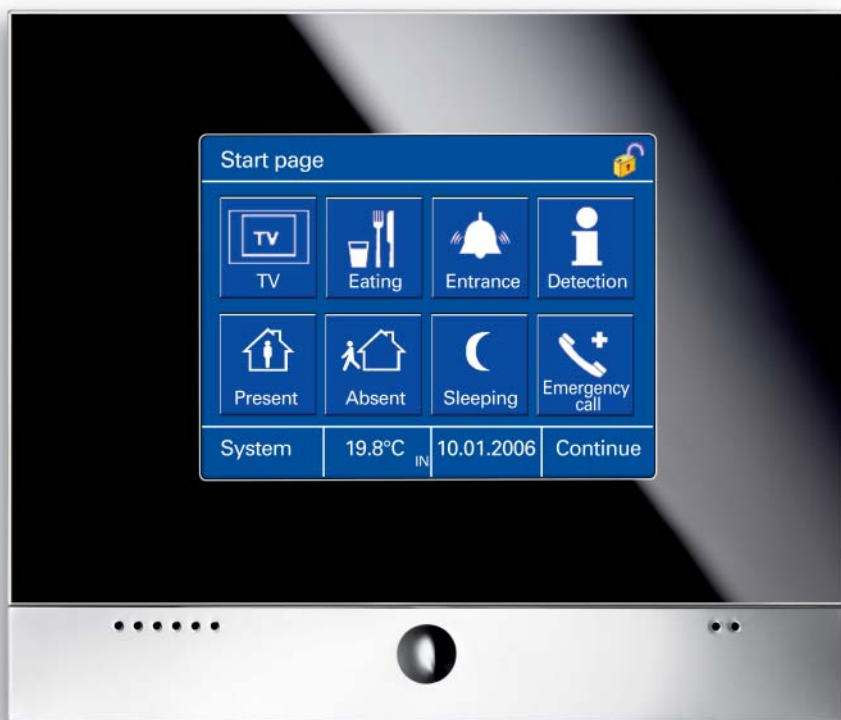 Start page
TV
TV
Eating
Entrance
Detection
Present
Absent
Sleeping
Emergency
call
System
19.8°C IN
10.01.2006
Continue